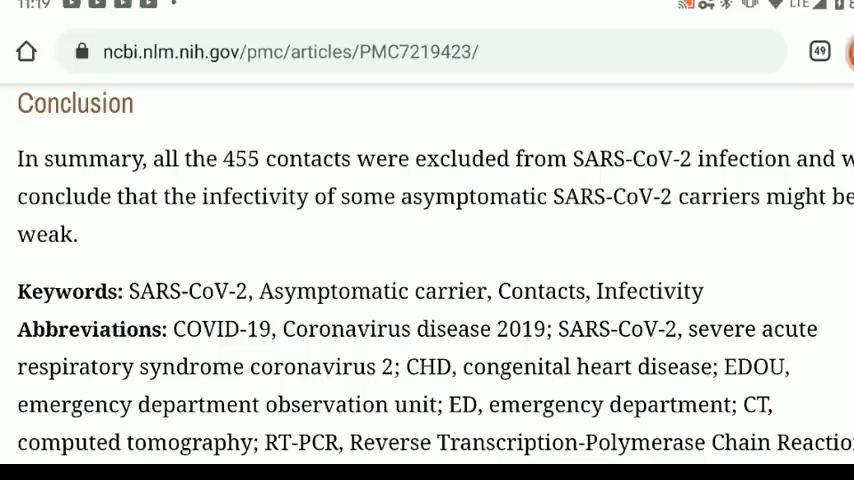 11:19
LTE
ncbi.nlm.nih.gov/pmc/articles/PMC7219423/
49
Conclusion
In summary, all the 455 contacts were excluded from SARS-CoV-2 infection and w
conclude that the infectivity of some asymptomatic SARS-CoV-2 carriers might be
weak.
Keywords: SARS-CoV-2, Asymptomatic carrier, Contacts, Infectivity
Abbreviations: COVID-19, Coronavirus disease 2019; SARS-CoV-2, severe acute
respiratory syndrome coronavirus 2; CHD, congenital heart disease; EDOU,
emergency department observation unit; ED, emergency department; CT,
computed tomography; RT-PCR, Reverse Transcription-Polymerase Chain Reactio